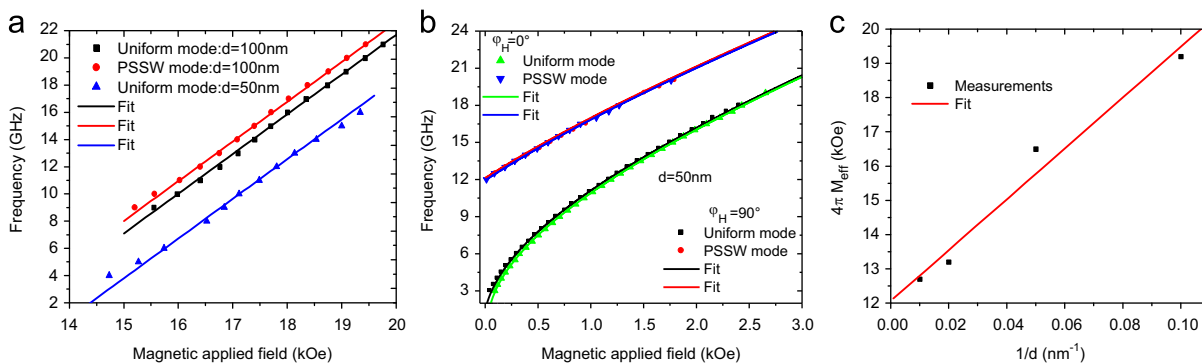 a
Uniform mode:d=100nm
PSSW mode:d=100nm
Uniform mode:d=50nm
Fit
Fit
Fit
Frequency (GHz)
22
20
18
16
14
12
10
8
6
4
2
14 15 16 17 18 19 20
Magnetic applied field (kOe)
b
φH=0°
Uniform mode
PSSW mode
Fit
Fit
d=50nm
φH=90°
Uniform mode
PSSW mode
Fit
Fit
Frequency (GHz)
24
21
18
15
12
9
6
3
0.0 0.5 1.0 1.5 2.0 2.5 3.0
Magnetic applied field (kOe)
c
Measurements
Fit
4π Meff (kOe)
20
19
18
17
16
15
14
13
12
0.00 0.02 0.04 0.06 0.08 0.10
1/d (nm-1)